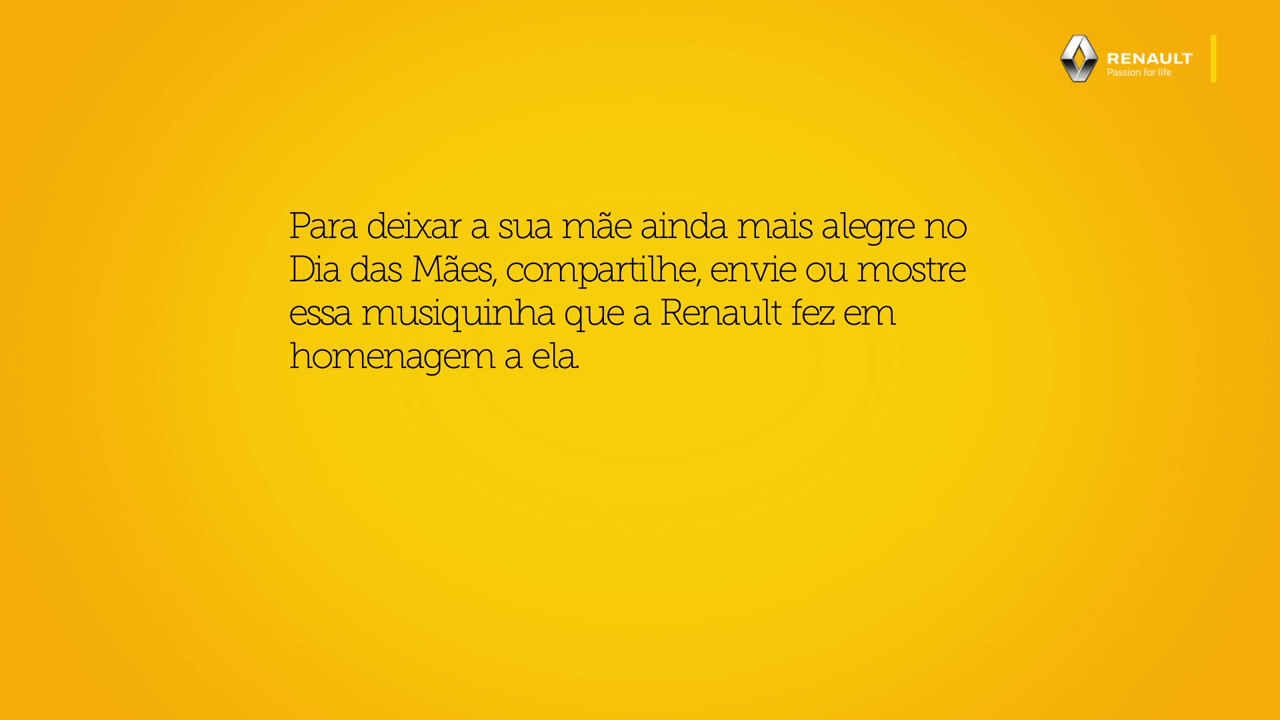 RENAULT
Passion for life
Para deixar a sua mãe ainda mais alegre no
Dia das Mães, compartilhe, envie ou mostre
essa musiquinha que a Renault fez em
homenagem a ela.